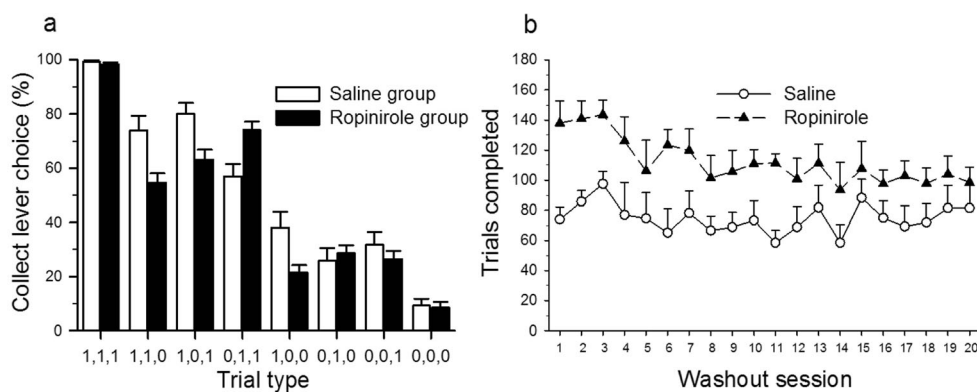 a
Collect lever choice (%)
100
80
60
40
20
0
Saline group
Ropinirole group
1,1,1 1,1,0 1,0,1 0,1,1 1,0,0 0,1,0 0,0,1 0,0,0
Trial type
b
Trials completed
180
160
140
120
100
80
60
40
20
0
Saline
Ropinirole
1 2 3 4 5 6 7 8 9 10 11 12 13 14 15 16 17 18 19 20
Washout session